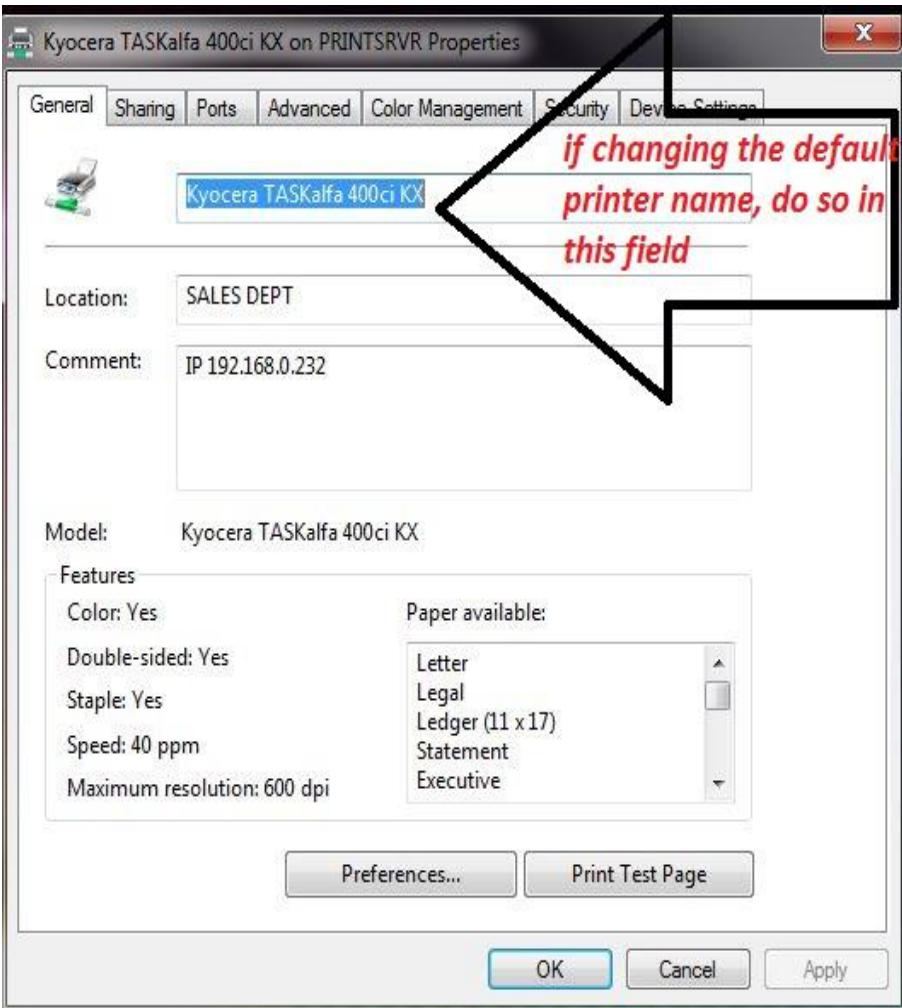 Kyocera TASKalfa 400ci KX on PRINTSRVR Properties
X
General Sharing Ports Advanced Color Management Security Device Settings
Kyocera TASKalfa 400ci KX
if changing the default
printer name, do so in
this field
Location: SALES DEPT
Comment: IP 192.168.0.232
Model: Kyocera TASKalfa 400ci KX
Features
Color: Yes
Double-sided: Yes
Staple: Yes
Speed: 40 ppm
Maximum resolution: 600 dpi
Paper available:
Letter
Legal
Ledger (11 x 17)
Statement
Executive
Preferences... Print Test Page
OK Cancel Apply